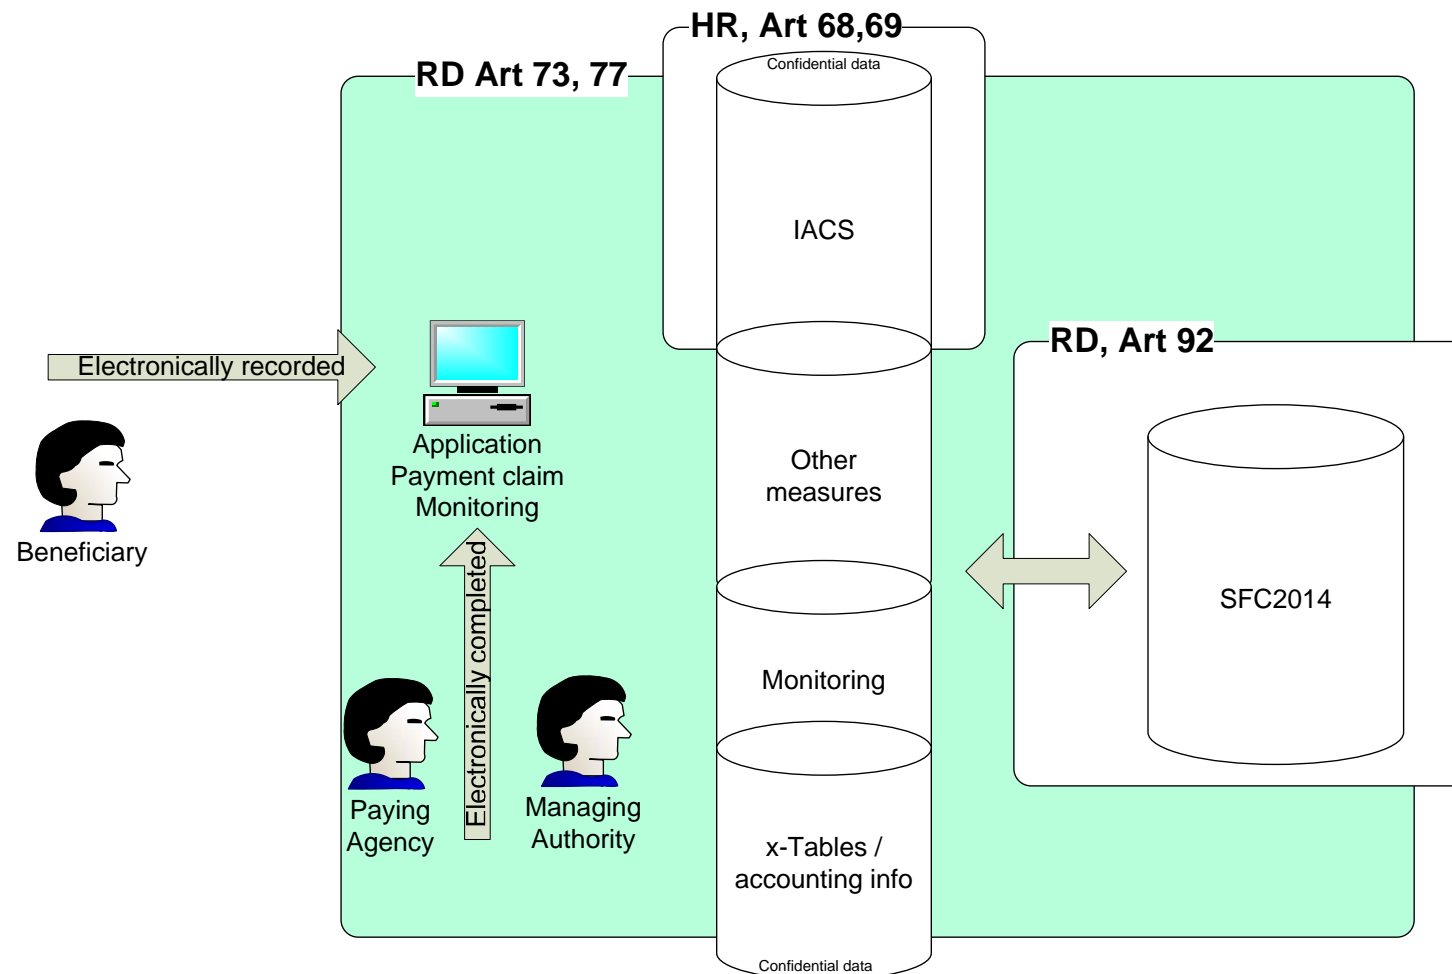 HR, Art 68,69
Confidential data
RD Art 73, 77
IACS
RD, Art 92
Electronically recorded
Application
Payment claim
Monitoring
Other
measures
Beneficiary
Electronically completed
SFC2014
Monitoring
Paying
Agency
Managing
Authority
x-Tables /
accounting info
Confidential data